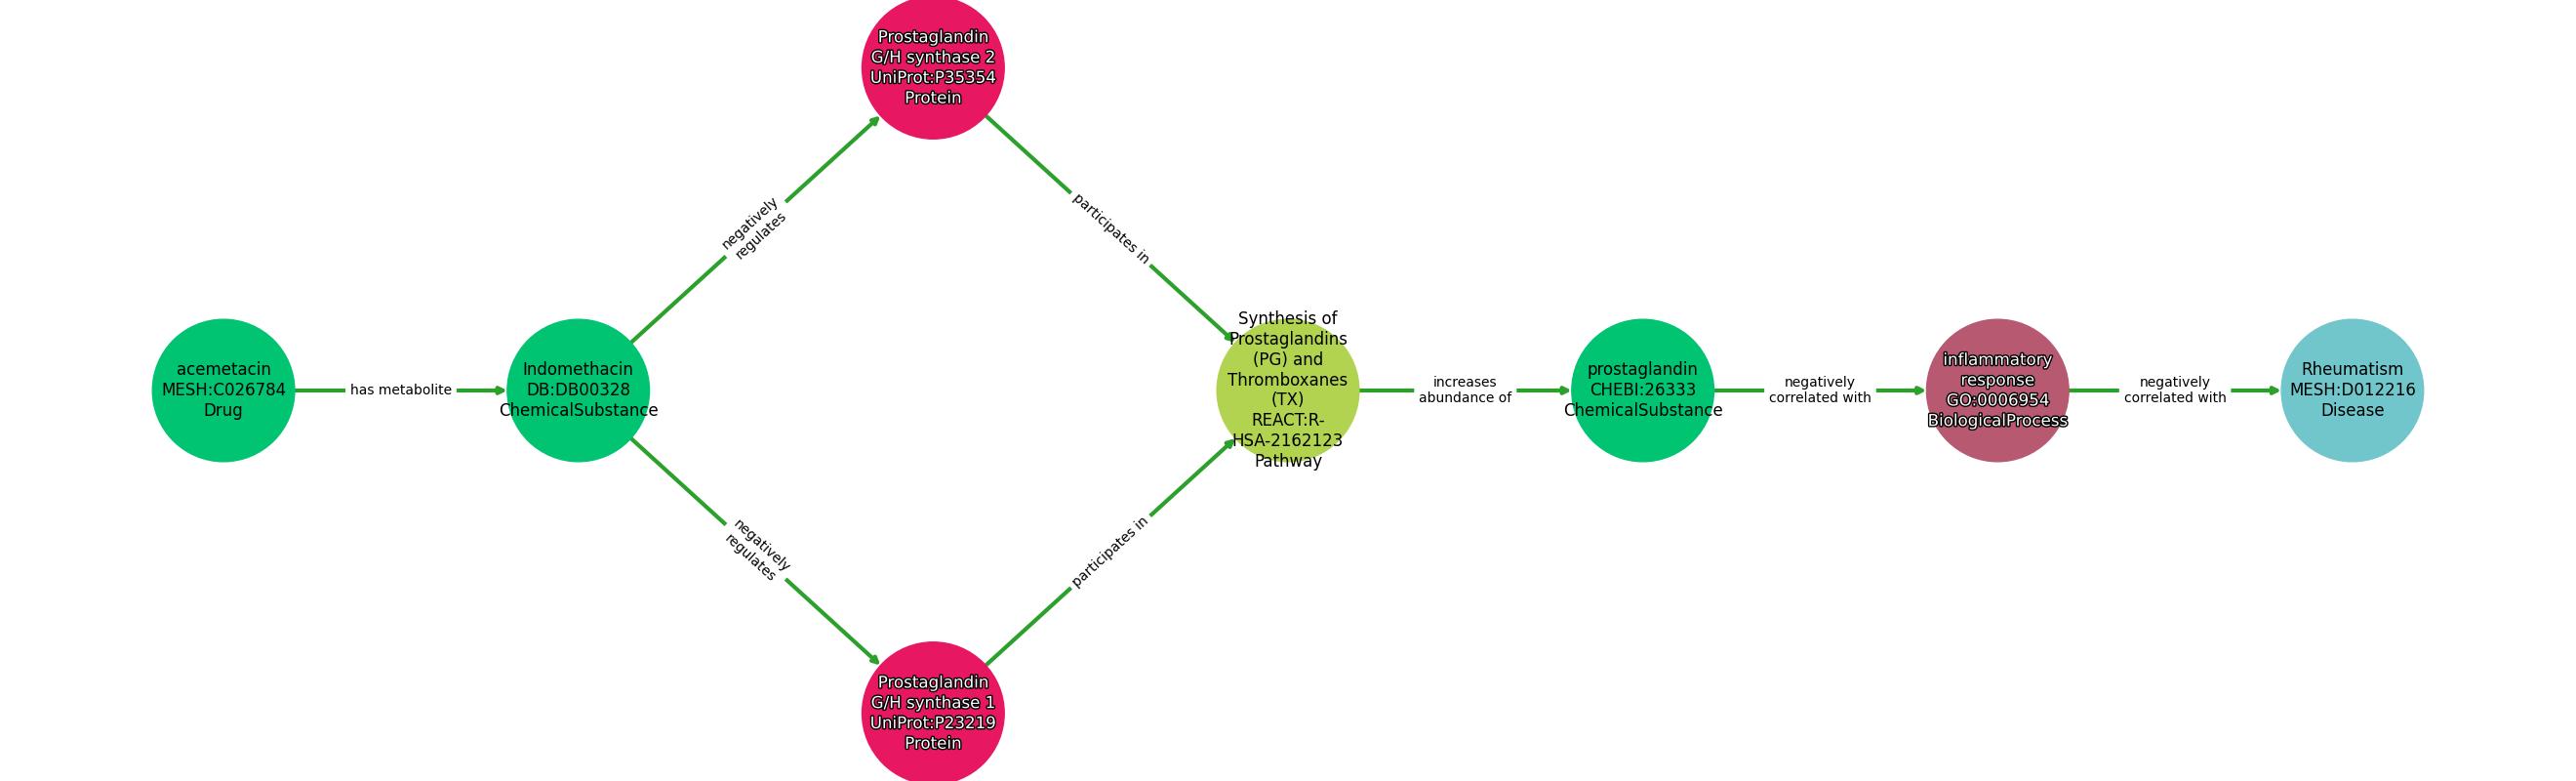 Prostaglandin
G/H synthase 2
UniProt:P35354
Protein
negatively
regulates
participates in
acemetacin
MESH:C026784
Drug
has metabolite
Indomethacin
DB:DB00328
ChemicalSubstance
Synthesis of
Prostaglandins
(PG) and
Thromboxanes
(TX)
REACT:R-
HSA-2162123
Pathway
increases
abundance of
prostaglandin
CHEBI:26333
ChemicalSubstance
negatively
correlated with
inflammatory
response
GO:0006954
BiologicalProcess
negatively
correlated with
Rheumatism
MESH:D012216
Disease
negatively
regulates
participates in
Prostaglandin
G/H synthase 1
UniProt:P23219
Protein